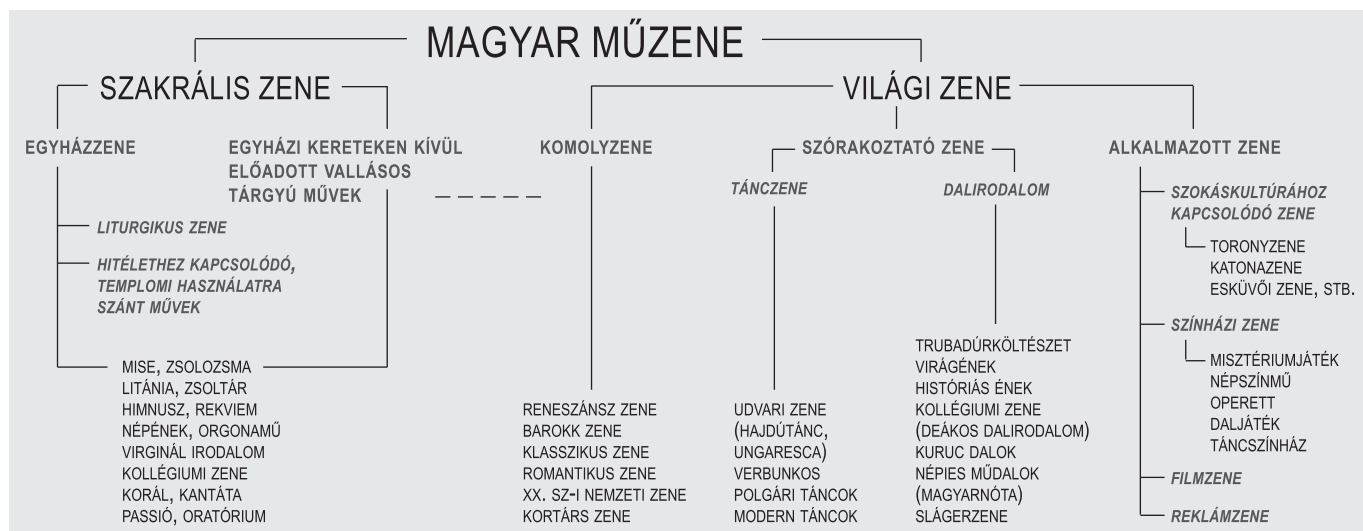 MAGYAR MŰZENE
SZAKRÁLIS ZENE
EGYHÁZZENE
LITURGIKUS ZENE
HITÉLETHEZ KAPCSOLÓDÓ,
TEMPLOMI HASZNÁLATRA
SZÁNT MŰVEK
EGYHÁZI KERETEKEN KÍVÜL
ELŐADOTT VALLÁSOS
TÁRGYÚ MŰVEK
MISE, ZSOLOZSMA
LITÁNIA, ZSOLTÁR
HIMNUSZ, REKVIEM
NÉPÉNEK, ORGONAMŰ
VIRGINÁL IRODALOM
KOLLÉGIUMI ZENE
KORÁL, KANTÁTA
PASSIÓ, ORATÓRIUM
VILÁGI ZENE
KOMOLYZENE
RENESZÁNSZ ZENE
BAROKK ZENE
KLASSZIKUS ZENE
ROMANTIKUS ZENE
XX. SZ-I NEMZETI ZENE
KORTÁRS ZENE
SZÓRAKOZTATÓ ZENE
TÁNCZENE
UDVARI ZENE
(HAJDÚTÁNC,
UNGARESCA)
VERBUNKOS
POLGÁRI TÁNCOK
MODERN TÁNCOK
DALIRODALOM
TRUBADÚRKÖLTÉSZET
VIRÁGÉNEK
HISTÓRIÁS ÉNEK
KOLLÉGIUMI ZENE
(DEÁKOS DALIRODALOM)
KURUC DALOK
NÉPIES MŰDALOK
(MAGYARNÓTA)
SLÁGERZENE
ALKALMAZOTT ZENE
SZOKÁSKULTÚRÁHOZ
KAPCSOLÓDÓ ZENE
TORONYZENE
KATONAZENE
ESKÜVŐI ZENE, STB.
SZÍNHÁZI ZENE
MISZTÉRIUMJÁTÉK
NÉPSZÍNMŰ
OPERETT
DALJÁTÉK
TÁNCSZÍNHÁZ
FILMZENE
REKLÁMZENE